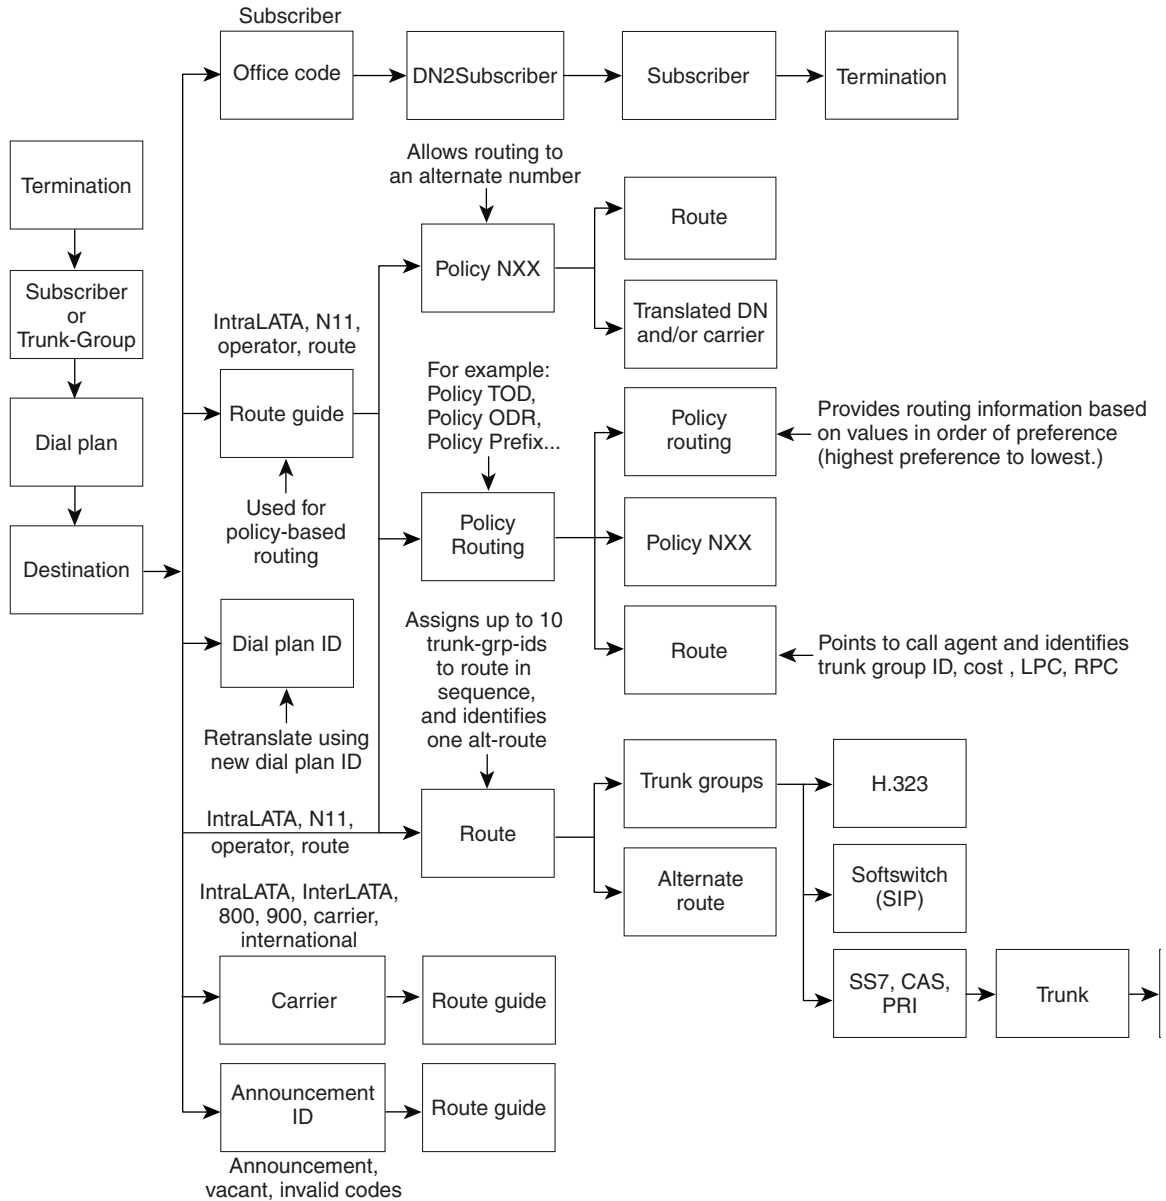 Subscriber
Office code
DN2Subscriber
Subscriber
Termination
Termination
Subscriber
or
Trunk-Group
Dial plan
Destination
Allows routing to
an alternate number
Policy NXX
Route
Translated DN
and/or carrier
IntraLATA, N11,
operator, route
Route guide
Used for
policy-based
routing
For example:
Policy TOD,
Policy ODR,
Policy Prefix...
Policy
Routing
Policy
routing
Provides routing information based
on values in order of preference
(highest preference to lowest.)
Policy NXX
Route
Points to call agent and identifies
trunk group ID, cost , LPC, RPC
Dial plan ID
Retranslate using
new dial plan ID
Assigns up to 10
trunk-grp-ids
to route in
sequence,
and identifies
one alt-route
IntraLATA, N11,
operator, route
Route
Trunk groups
Alternate
route
H.323
Softswitch
(SIP)
SS7, CAS,
PRI
Trunk
IntraLATA, InterLATA,
800, 900, carrier,
international
Carrier
Route guide
Announcement
ID
Route guide
Announcement,
vacant, invalid codes